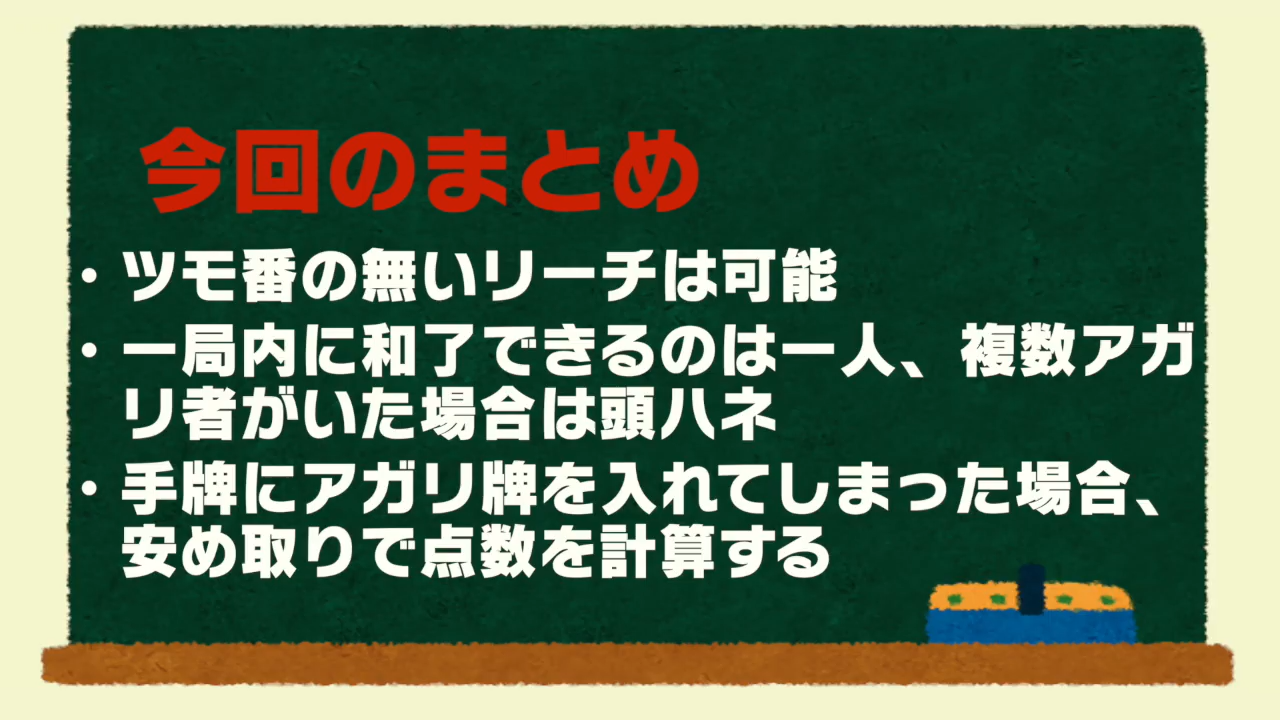 今回のまとめ
・ツモ番の無いリーチは可能
・一局内に和了できるのは一人、複数アガ
リ者がいた場合は頭ハネ
・手牌にアガリ牌を入れてしまった場合、
安め取りで点数を計算する